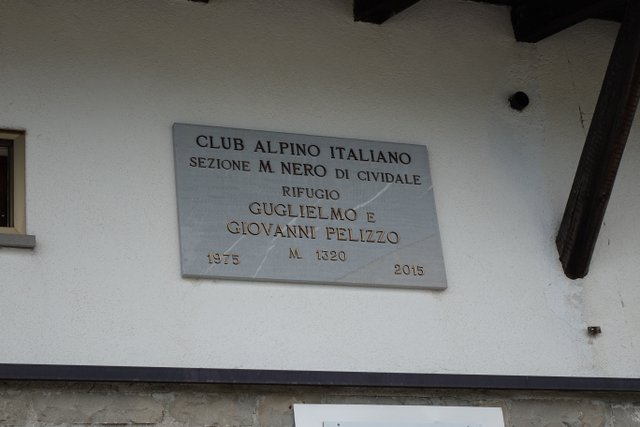 CLUB ALPINO ITALIANO
SEZIONE M. NERO DI CIVIDALE
RIFUGIO
GUGLIELMO E
GIOVANNI PELIZZO
1975 M. 1320 2015